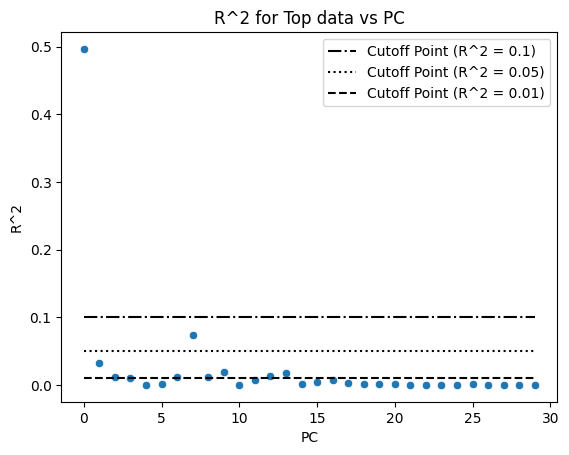 R^2 for Top data vs PC
Cutoff Point (R^2 = 0.1)
Cutoff Point (R^2 = 0.05)
Cutoff Point (R^2 = 0.01)
R^2
0.5
0.4
0.3
0.2
0.1
0.0
0 5 10 15 20 25 30
PC